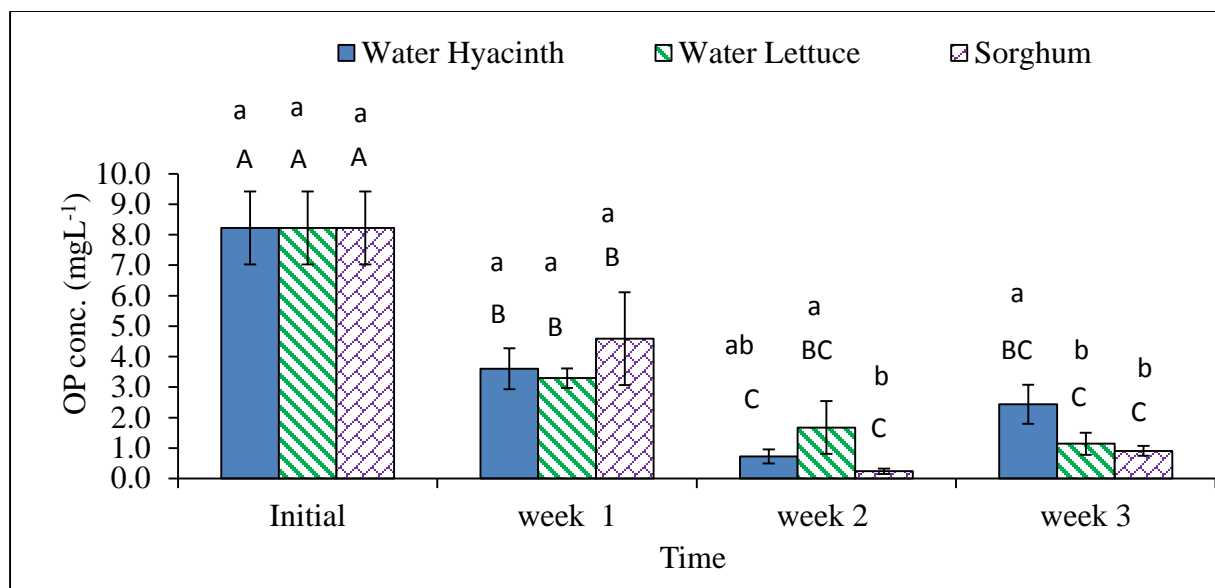 Water Hyacinth Water Lettuce Sorghum
a a a
A A A
a a a
B B B
ab a b
C BC C
a b b
BC C C
OP conc. (mgL-1)
10.0
9.0
8.0
7.0
6.0
5.0
4.0
3.0
2.0
1.0
0.0
Initial week 1 week 2 week 3
Time